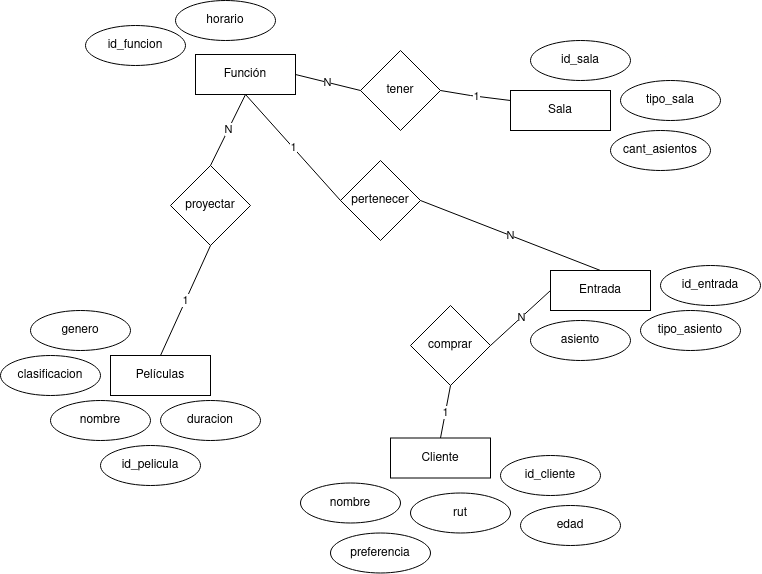 horario
id_funcion
Función
id_sala
N
tener
1
tipo_sala
Sala
N
1
cant_asientos
proyectar
pertenecer
N
id_entrada
Entrada
1
N
genero
asiento
tipo_asiento
comprar
clasificacion
Películas
1
nombre
duracion
Cliente
id_pelicula
id_cliente
nombre
rut
edad
preferencia